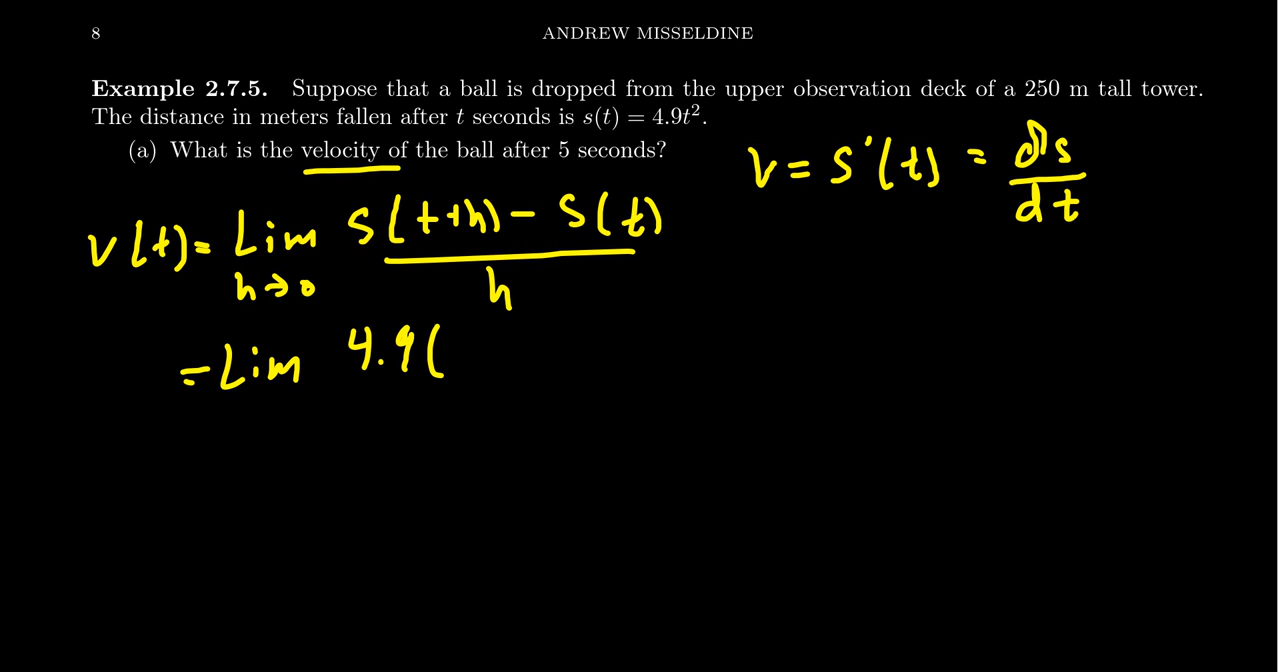 8 ANDREW MISSELDINE
Example 2.7.5. Suppose that a ball is dropped from the upper observation deck of a 250 m tall tower.
The distance in meters fallen after t seconds is s(t) = 4.9t².
(a) What is the velocity of the ball after 5 seconds?
v = s'(t) = ds/dt
v(t) = Lim h→0 s(t+h) - s(t) / h
= Lim 4.9(